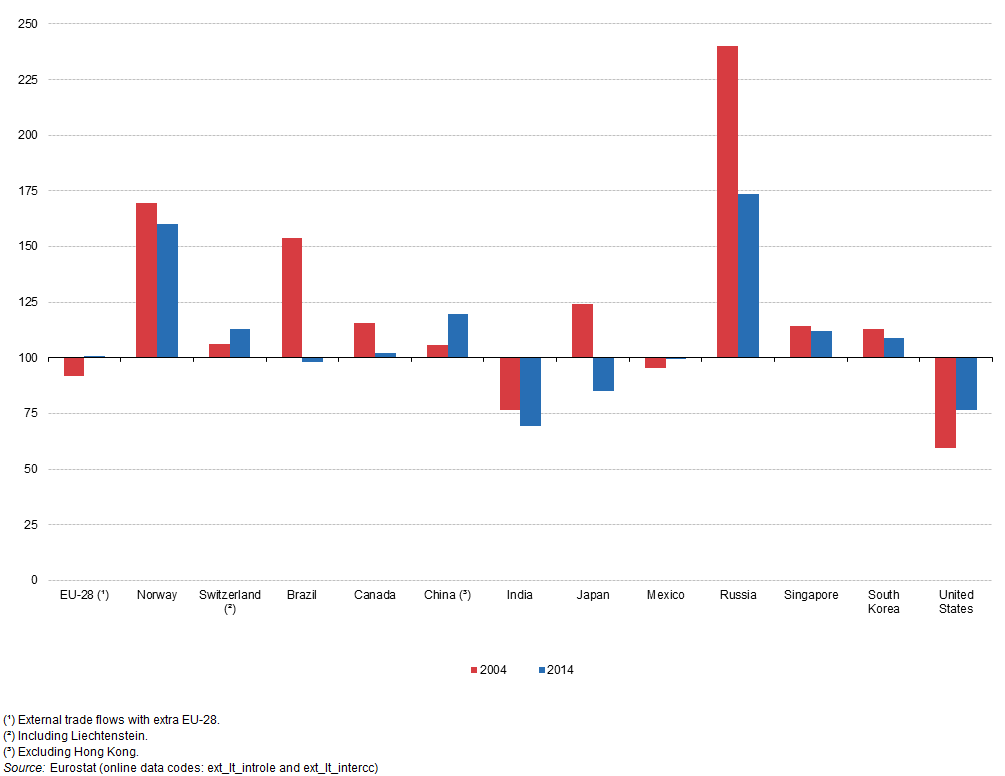 250
225
200
175
150
125
100
75
50
25
0
EU-28 (¹) Norway Switzerland Brazil Canada China (³) India Japan Mexico Russia Singapore South United
(²) Korea States
2004 2014
(¹) External trade flows with extra EU-28.
(²) Including Liechtenstein.
(³) Excluding Hong Kong.
Source: Eurostat (online data codes: ext_lt_introle and ext_lt_intercc)